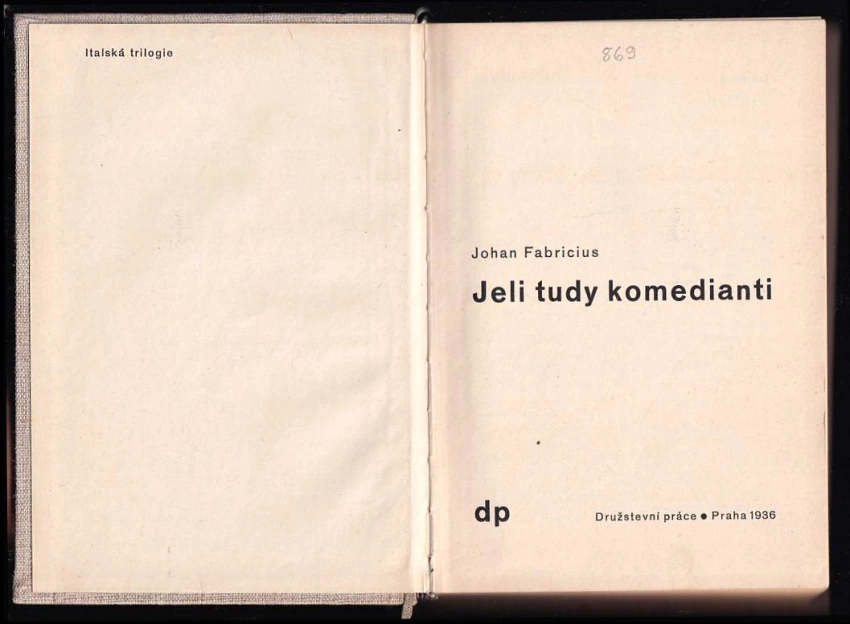 Italská trilogie
869
Johan Fabricius
Jeli tudy komedianti
dp
Družstevní práce ● Praha 1936